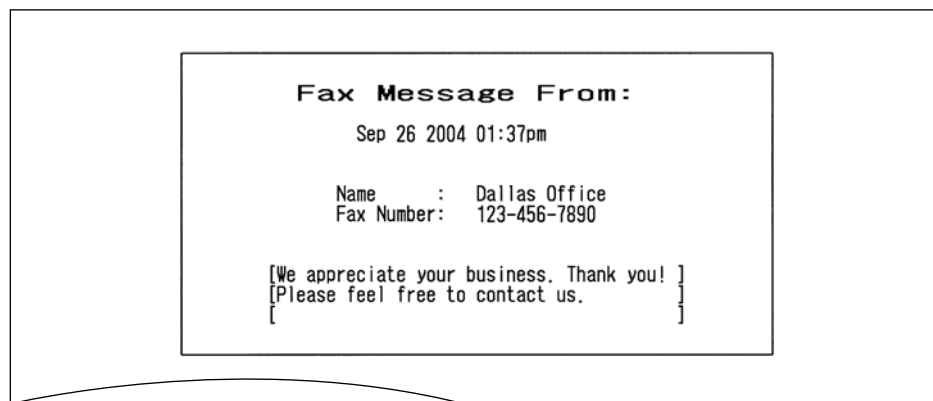 Fax Message From:
Sep 26 2004 01:37pm
Name : Dallas Office
Fax Number: 123-456-7890
[We appreciate your business. Thank you! ]
[Please feel free to contact us. ]
[ ]